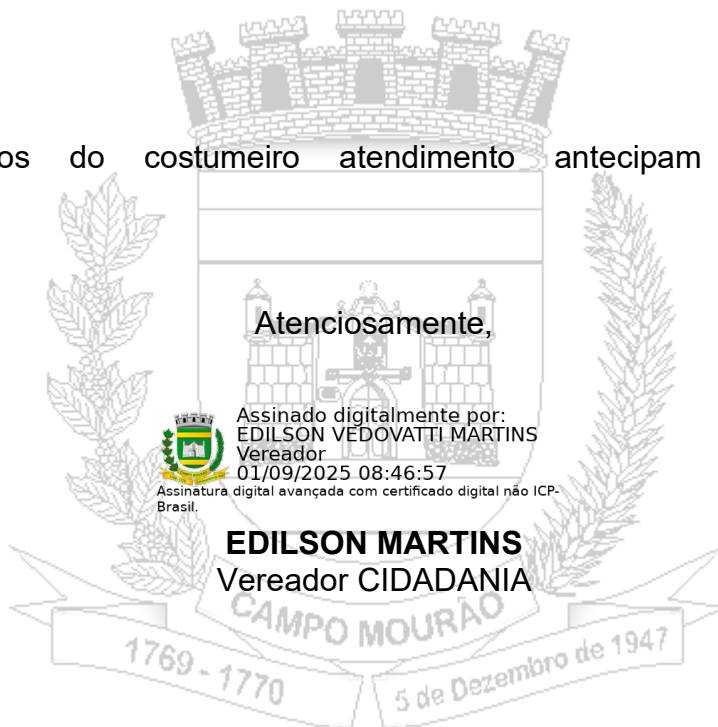 os do costumeiro atendimento antecipam
Atenciosamente,
Assinado digitalmente por:
EDILSON VEDOVATTI MARTINS
Vereador
01/09/2025 08:46:57
Assinatura digital avançada com certificado digital não ICP-
Brasil.
EDILSON MARTINS
Vereador CIDADANIA
CAMPO MOURÃO
1769 - 1770
5 de Dezembro de 1947